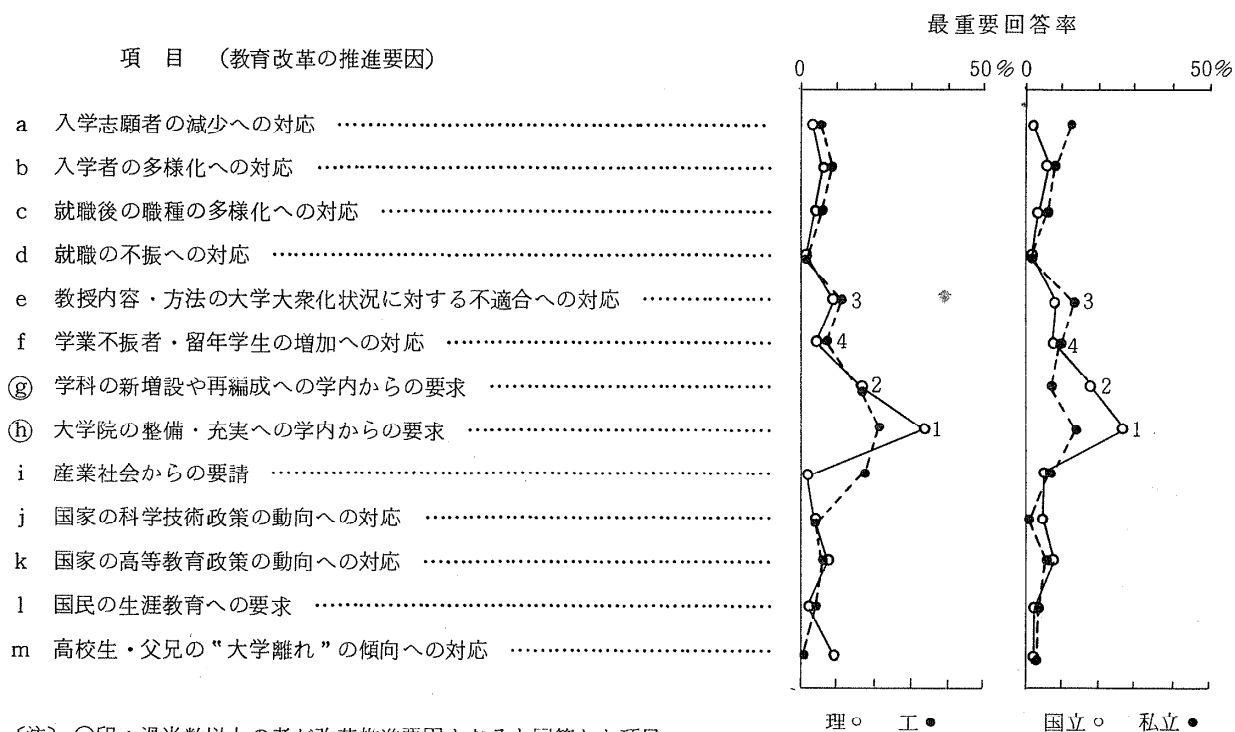 最重要回答率
項 目 (教育改革の推進要因)
0 50% 0 50%
a 入学志願者の減少への対応
b 入学者の多様化への対応
c 就職後の職種の多様化への対応
d 就職の不振への対応
e 教授内容・方法の大学大衆化状況に対する不適合への対応 3 3
f 学業不振者・留年学生の増加への対応 4 4
ⓖ 学科の新増設や再編成への学内からの要求 2 2
ⓗ 大学院の整備・充実への学内からの要求 1 1
i 産業社会からの要請
j 国家の科学技術政策の動向への対応
k 国家の高等教育政策の動向への対応
l 国民の生涯教育への要求
m 高校生・父兄の〝大学離れ〟の傾向への対応
理○ 工● 国立○ 私立●